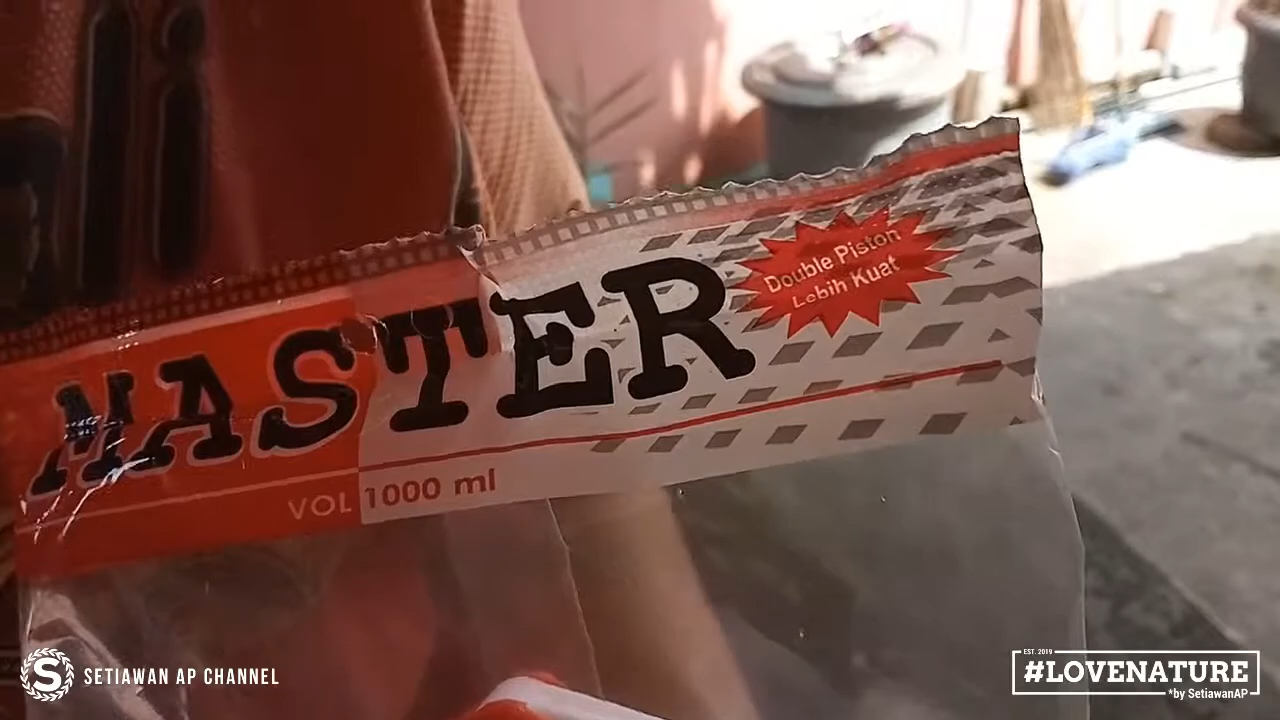 MASTER
Double Piston
Lebih Kuat
VOL 1000 ml
S
SETIAWAN AP CHANNEL
EST. 2019
#LOVENATURE
*by SetiawanAP